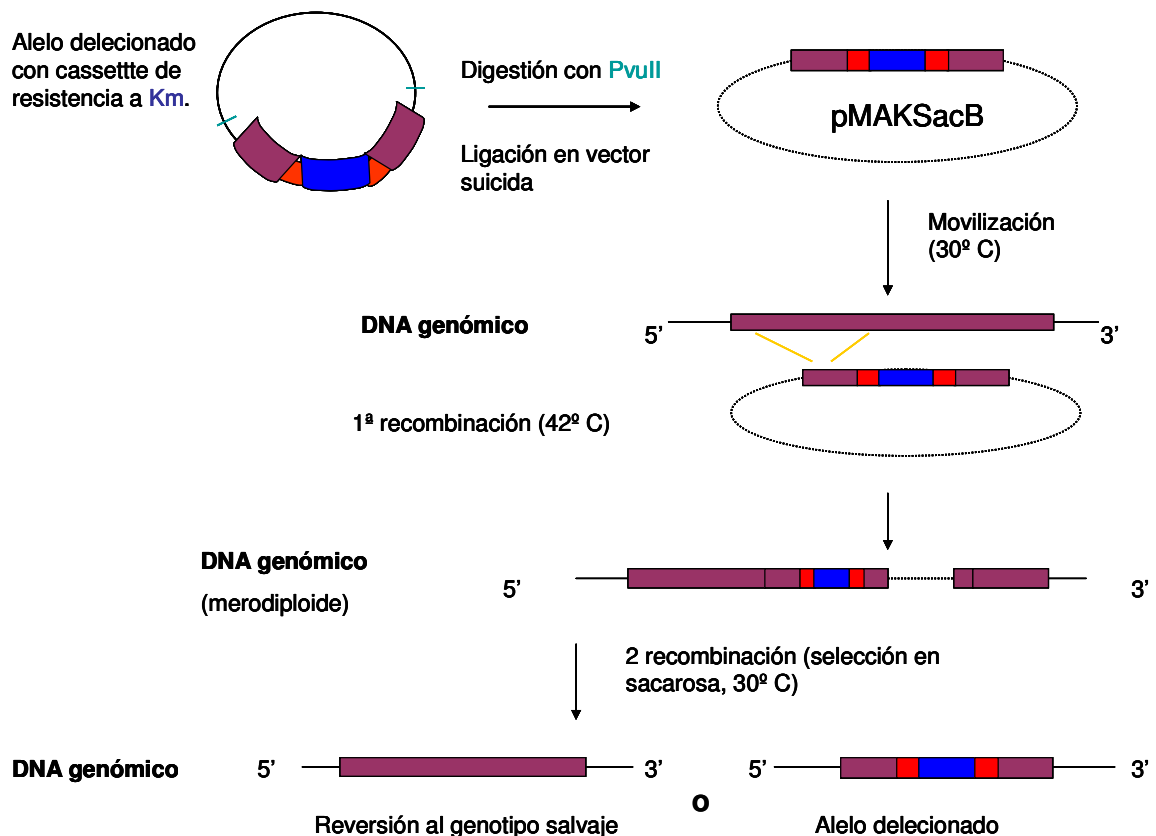 Alelo delecionado
con cassettte de
resistencia a Km.
Digestión con PvuII
Ligación en vector
suicida
pMAKSacB
Movilización
(30º C)
DNA genómico
5’
3’
1ª recombinación (42º C)
DNA genómico
(merodiploide)
5’
3’
2 recombinación (selección en
sacarosa, 30º C)
DNA genómico
5’
3’
5’
3’
o
Reversión al genotipo salvaje
Alelo delecionado